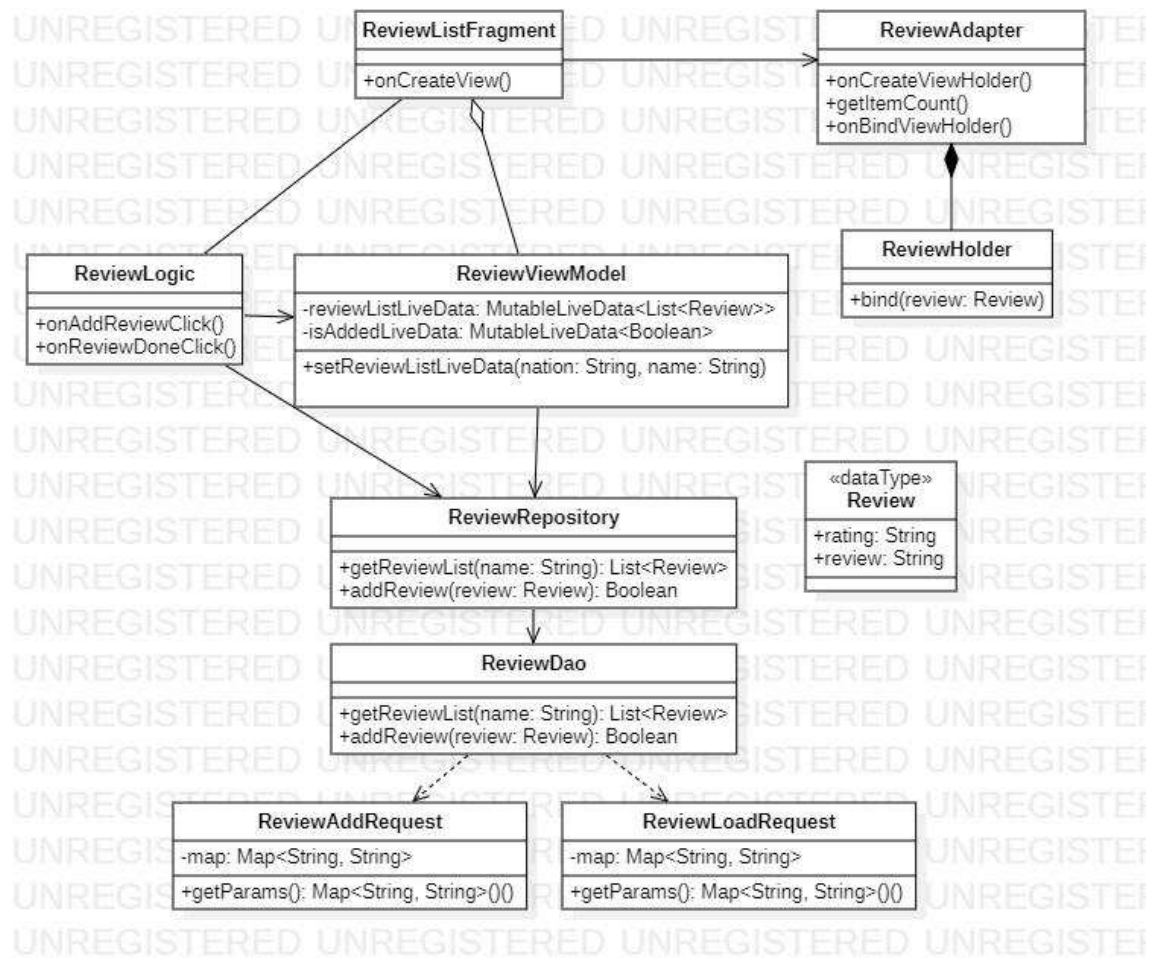 ReviewListFragment
+onCreateView()
ReviewAdapter
+onCreateViewHolder()
+getItemCount()
+onBindViewHolder()
ReviewHolder
+bind(review: Review)
ReviewLogic
+onAddReviewClick()
+onReviewDoneClick()
ReviewViewModel
-reviewListLiveData: MutableLiveData<List<Review>>
-isAddedLiveData: MutableLiveData<Boolean>
+setReviewListLiveData(nation: String, name: String)
«dataType»
Review
+rating: String
+review: String
ReviewRepository
+getReviewList(name: String): List<Review>
+addReview(review: Review): Boolean
ReviewDao
+getReviewList(name: String): List<Review>
+addReview(review: Review): Boolean
ReviewAddRequest
-map: Map<String, String>
+getParams(): Map<String, String>()()
ReviewLoadRequest
-map: Map<String, String>
+getParams(): Map<String, String>()()
UNREGISTERED